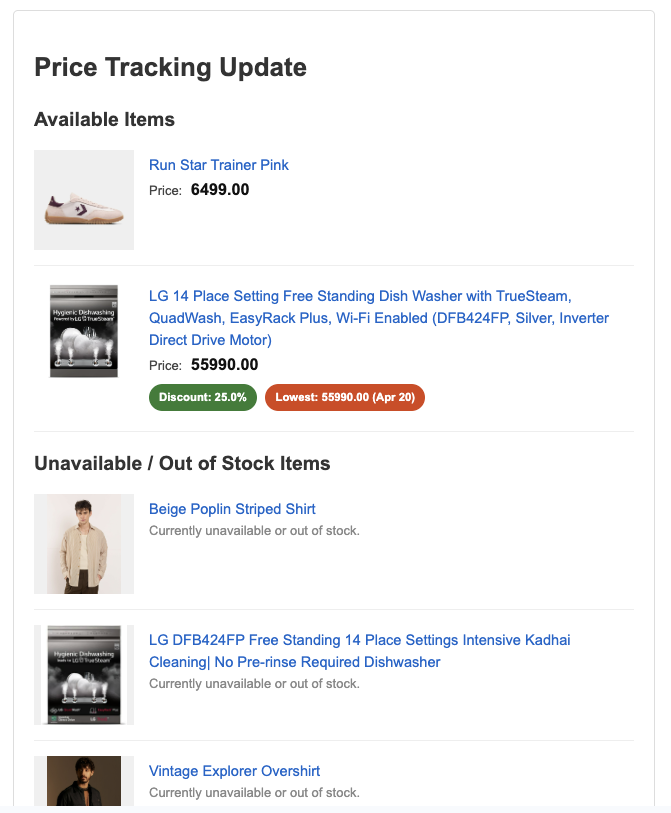 Price Tracking Update
Available Items
Run Star Trainer Pink
Price: 6499.00
Hygienic Dishwashing
Powered by LG TrueSteam
LG 14 Place Setting Free Standing Dish Washer with TrueSteam,
QuadWash, EasyRack Plus, Wi-Fi Enabled (DFB424FP, Silver, Inverter
Direct Drive Motor)
Price: 55990.00
Discount: 25.0% Lowest: 55990.00 (Apr 20)
Unavailable / Out of Stock Items
Beige Poplin Striped Shirt
Currently unavailable or out of stock.
Hygienic Dishwashing
LG TrueSteam
LG DFB424FP Free Standing 14 Place Settings Intensive Kadhai
Cleaning| No Pre-rinse Required Dishwasher
Currently unavailable or out of stock.
Vintage Explorer Overshirt
Currently unavailable or out of stock.